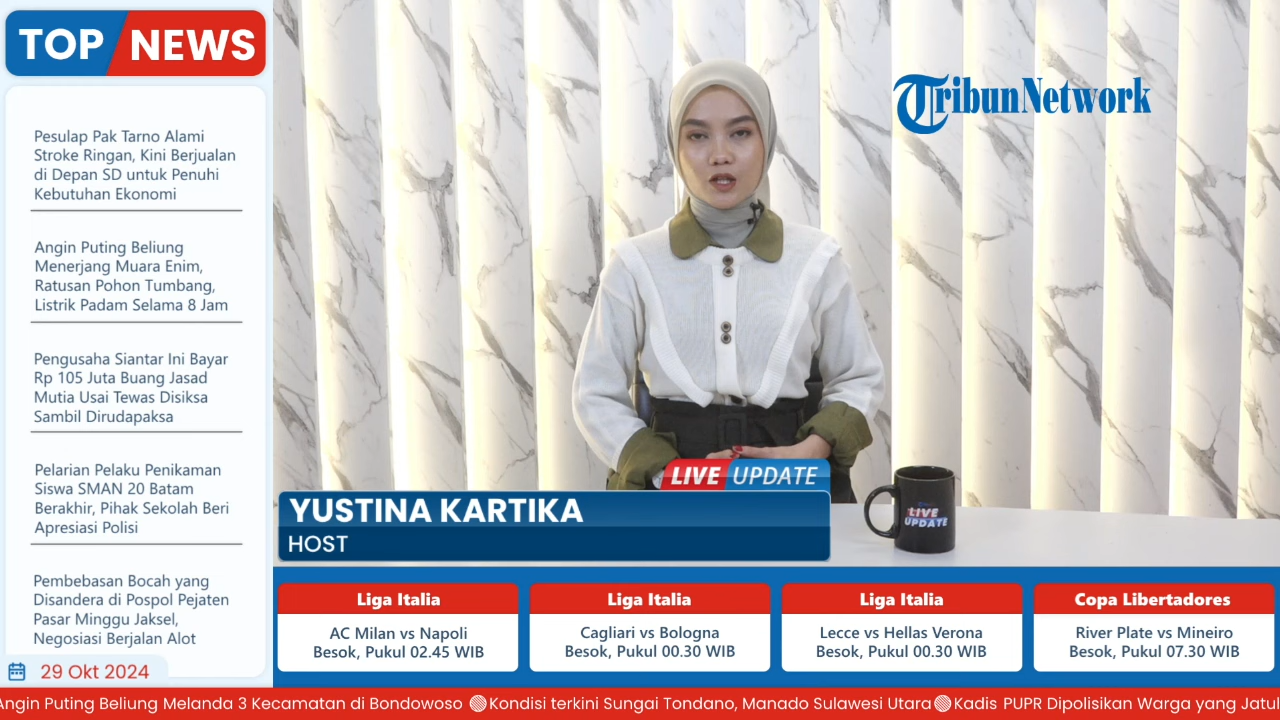 TOP NEWS
Pesulap Pak Tarno Alami
Stroke Ringan, Kini Berjualan
di Depan SD untuk Penuhi
Kebutuhan Ekonomi
Angin Puting Beliung
Menerjang Muara Enim,
Ratusan Pohon Tumbang,
Listrik Padam Selama 8 Jam
Pengusaha Siantar Ini Bayar
Rp 105 Juta Buang Jasad
Mutia Usai Tewas Disiksa
Sambil Dirudapaksa
Pelarian Pelaku Penikaman
Siswa SMAN 20 Batam
Berakhir, Pihak Sekolah Beri
Apresiasi Polisi
Pembebasan Bocah yang
Disandera di Pospol Pejaten
Pasar Minggu Jaksel,
Negosiasi Berjalan Alot
29 Okt 2024
TribunNetwork
LIVE UPDATE
YUSTINA KARTIKA
HOST
LIVE
UPDATE
Liga Italia
AC Milan vs Napoli
Besok, Pukul 02.45 WIB
Liga Italia
Cagliari vs Bologna
Besok, Pukul 00.30 WIB
Liga Italia
Lecce vs Hellas Verona
Besok, Pukul 00.30 WIB
Copa Libertadores
River Plate vs Mineiro
Besok, Pukul 07.30 WIB
Angin Puting Beliung Melanda 3 Kecamatan di Bondowoso Kondisi terkini Sungai Tondano, Manado Sulawesi Utara Kadis PUPR Dipolisikan Warga yang Jatu